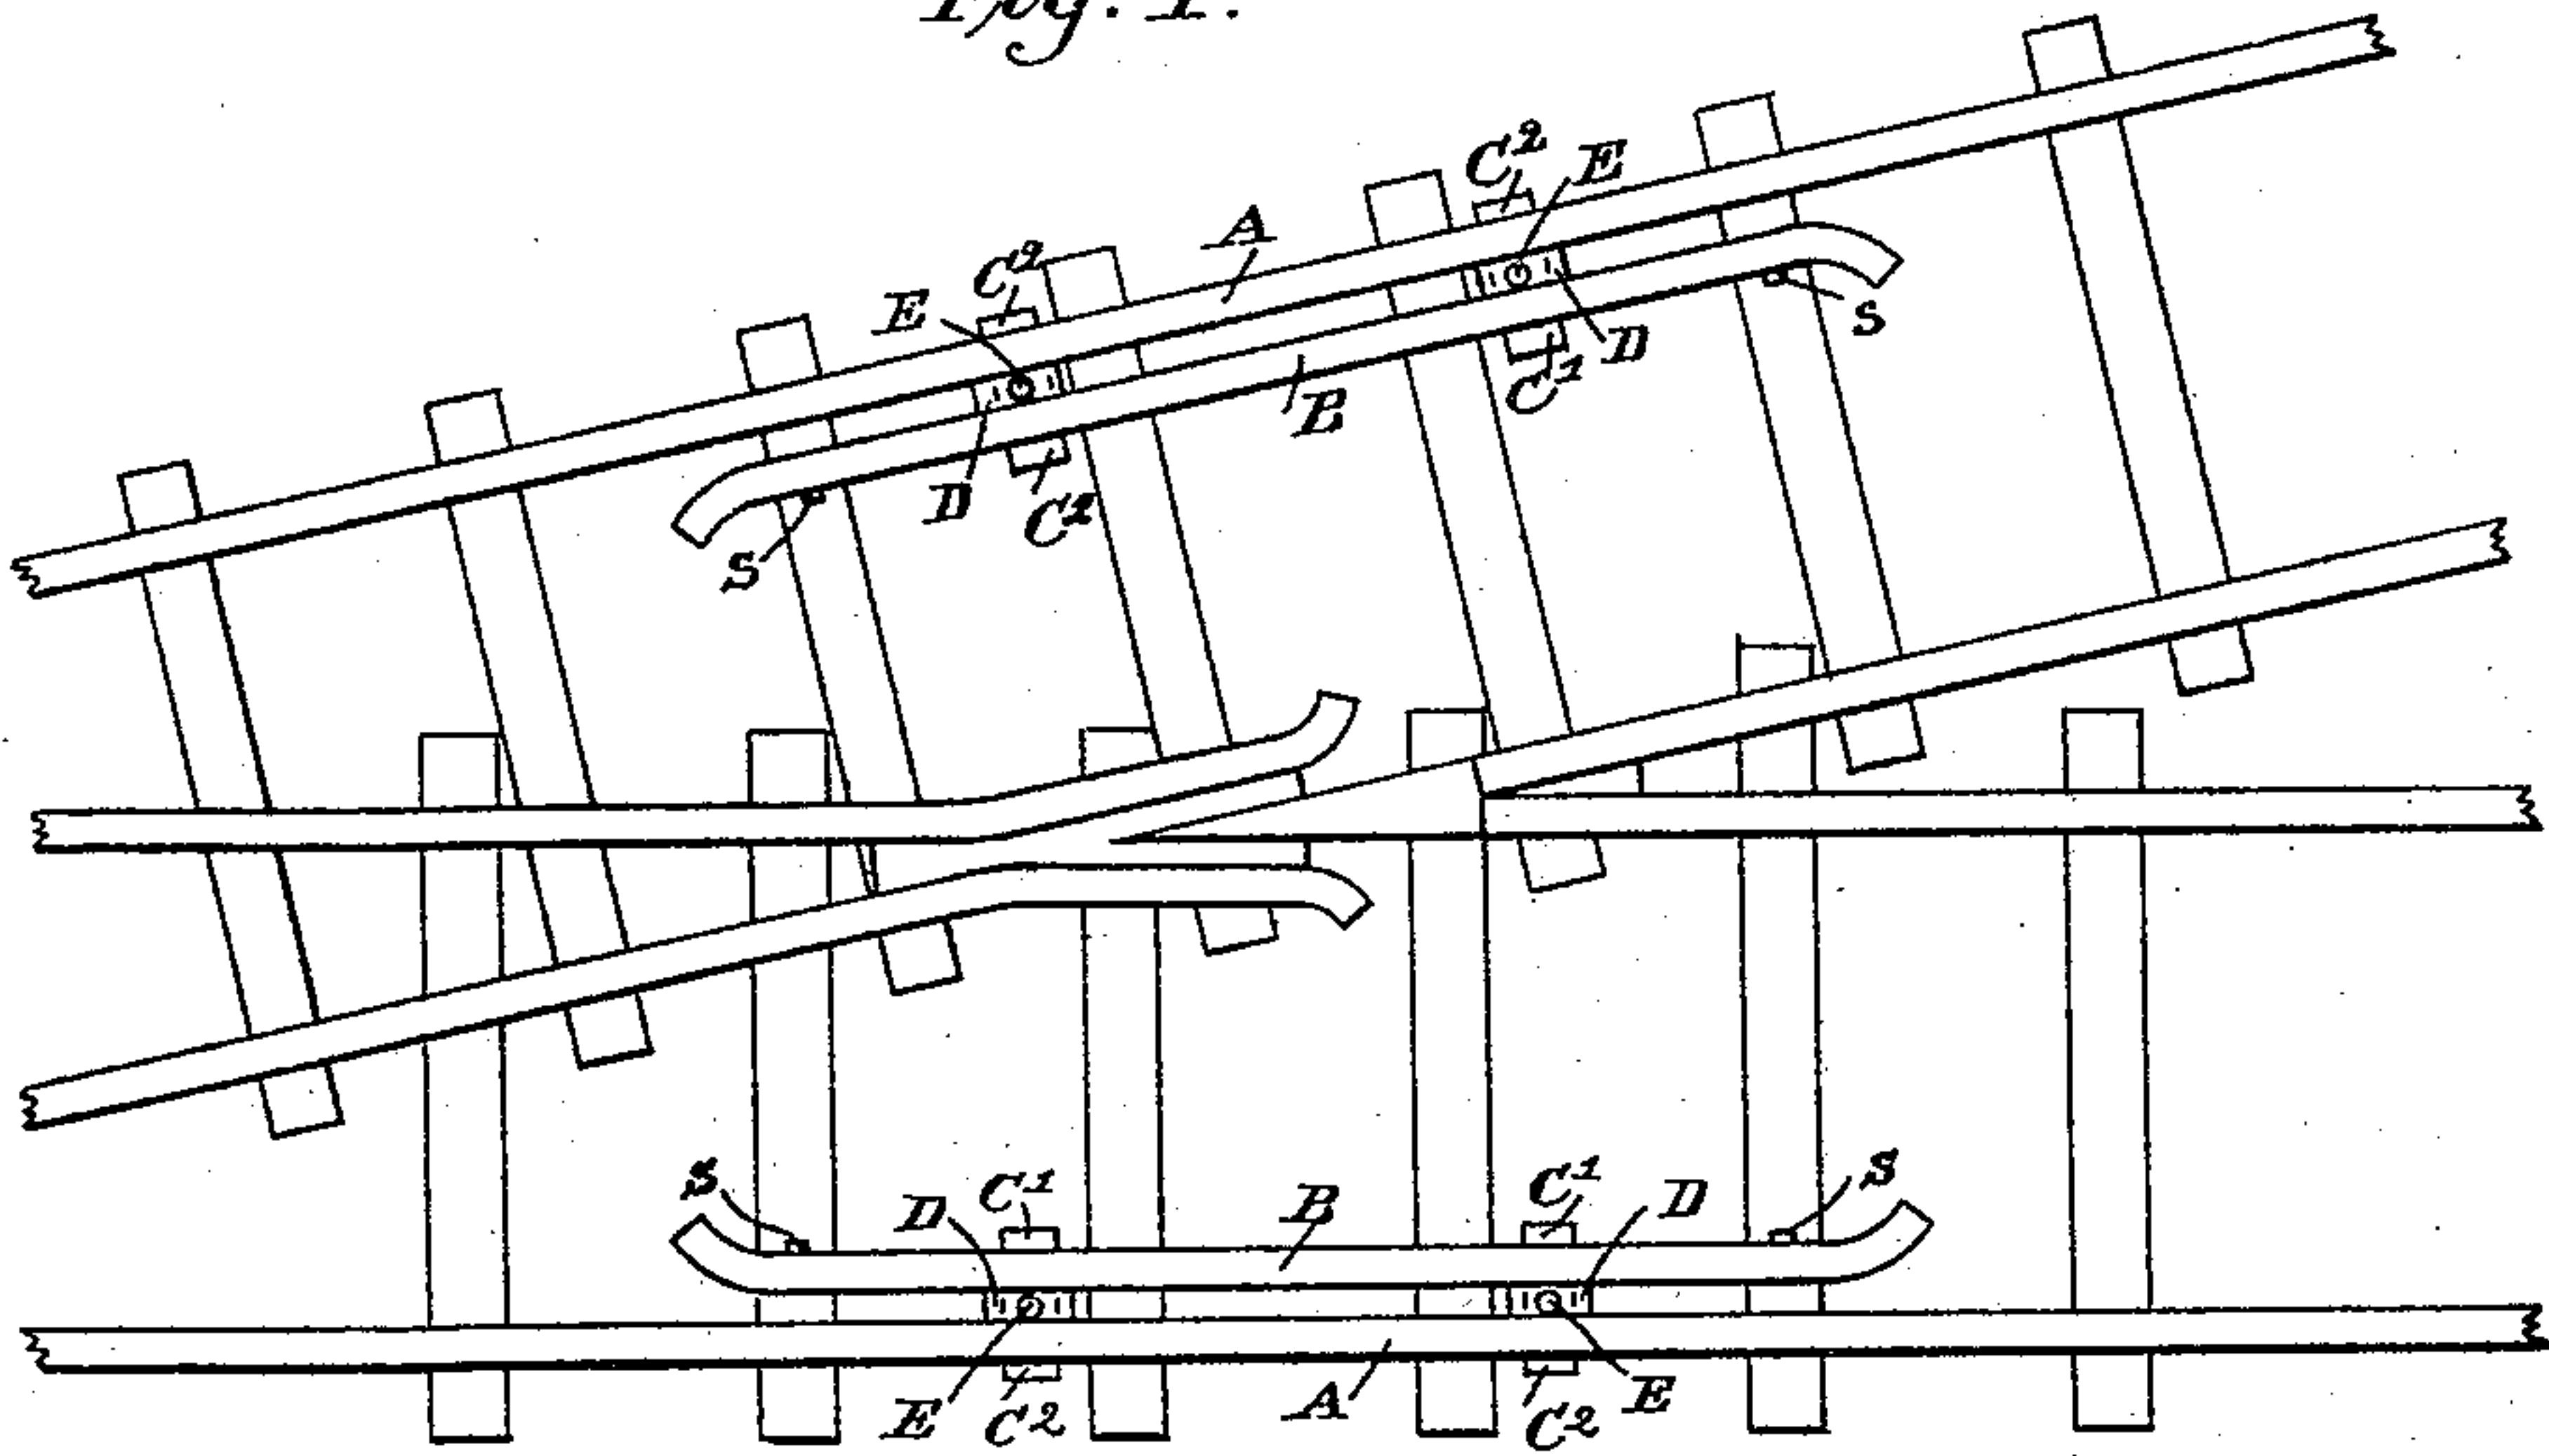 Fig. 1.
C² E
A
C²
E
S
D
C¹
B
D
C²
S
S C¹ B C¹ D S
D
E C² A C² E